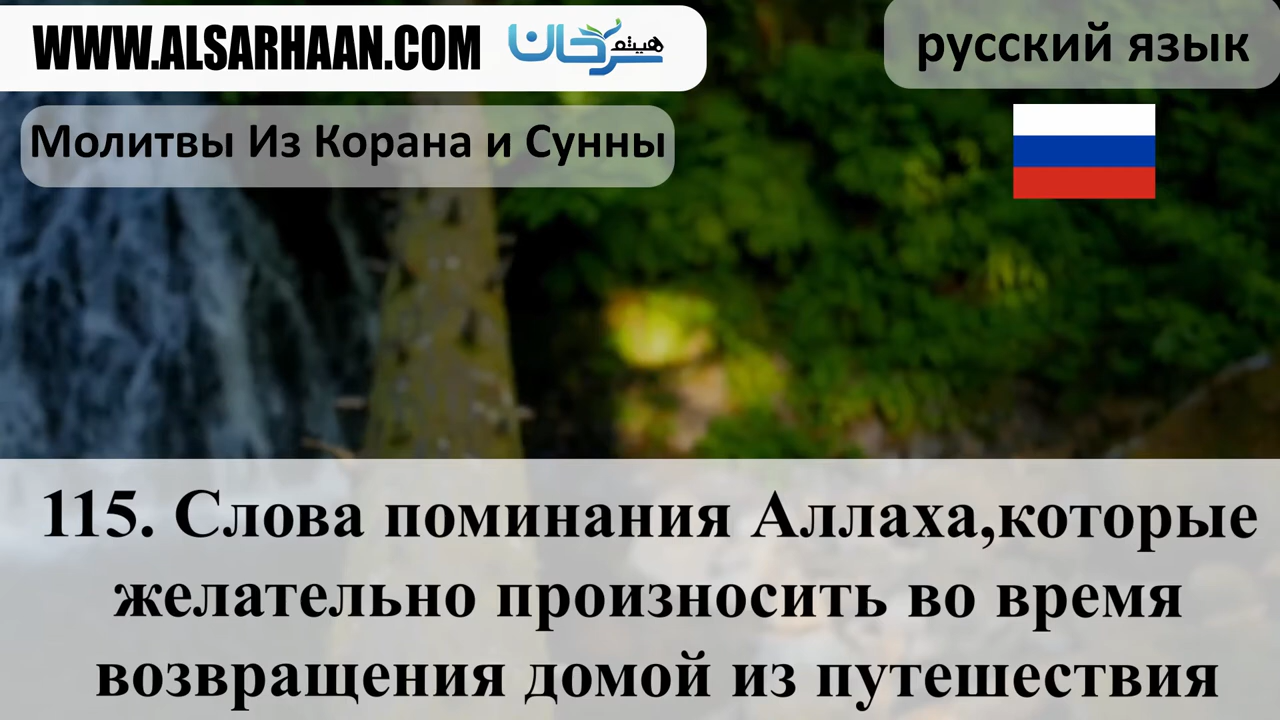 WWW.ALSARHAAN.COM هيثم سرحان
русский язык
Молитвы Из Корана и Сунны
115. Слова поминания Аллаха,которые
желательно произносить во время
возвращения домой из путешествия